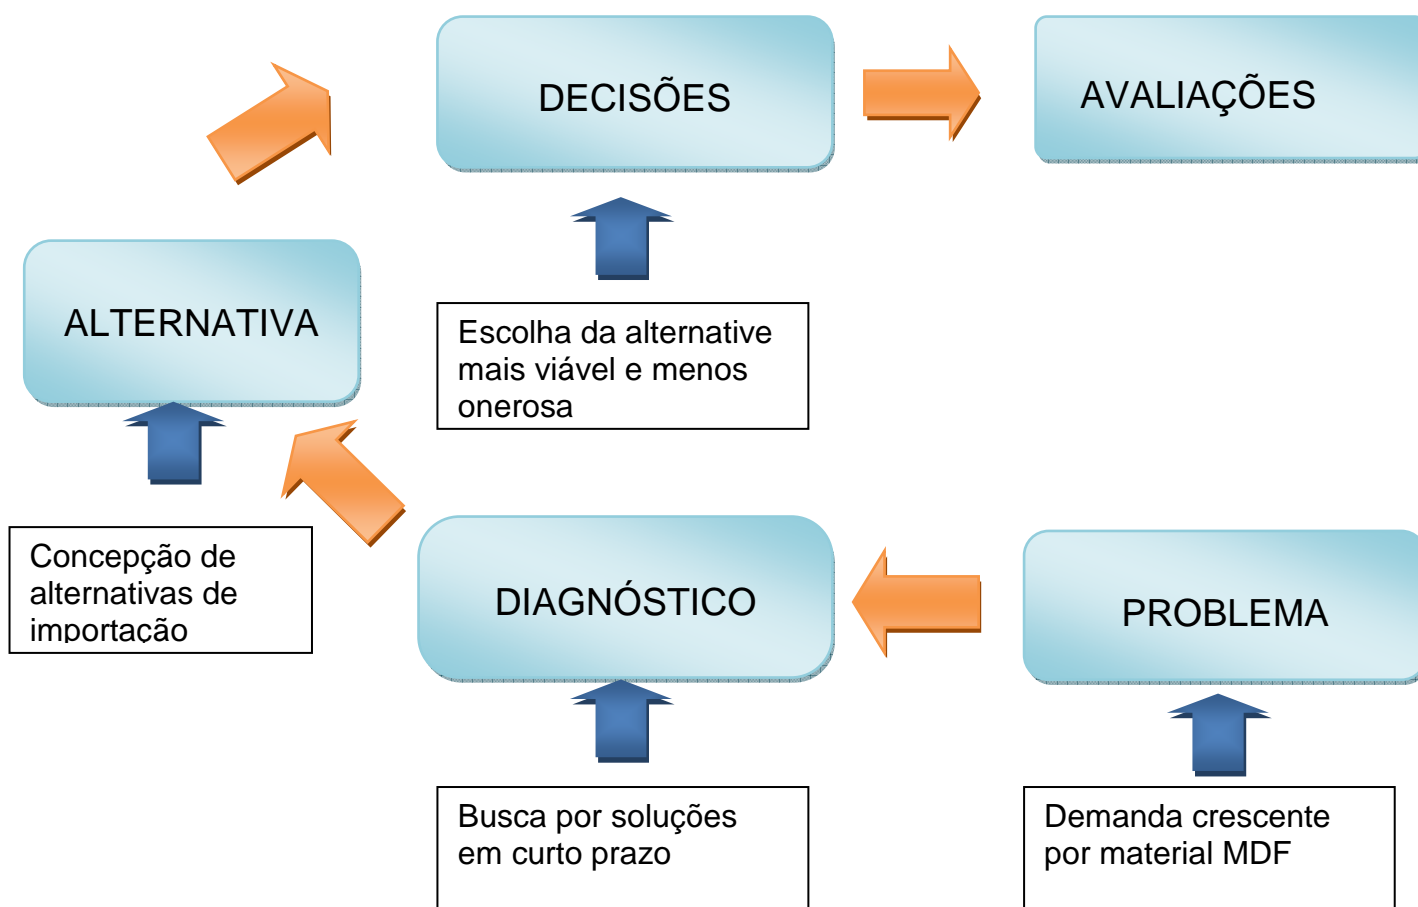 DECISÕES
AVALIAÇÕES
ALTERNATIVA
Escolha da alternative
mais viável e menos
onerosa
Concepção de
alternativas de
importação
DIAGNÓSTICO
PROBLEMA
Busca por soluções
em curto prazo
Demanda crescente
por material MDF